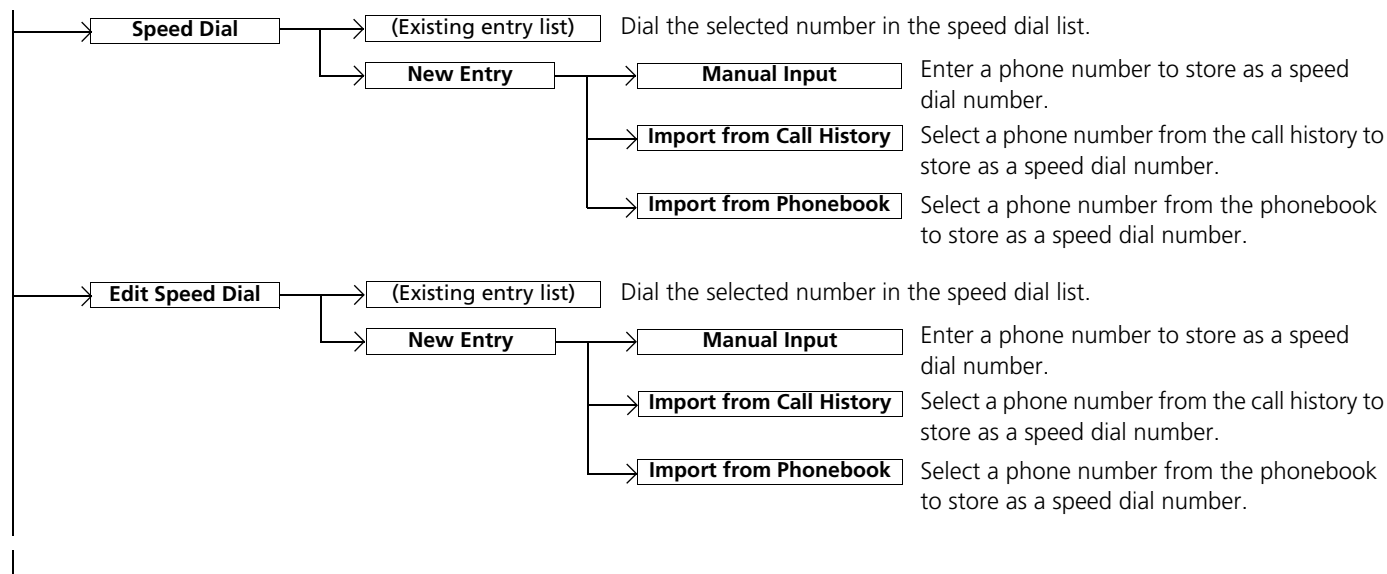 Speed Dial
(Existing entry list)
Dial the selected number in the speed dial list.
New Entry
Manual Input
Enter a phone number to store as a speed
dial number.
Import from Call History
Select a phone number from the call history to
store as a speed dial number.
Import from Phonebook
Select a phone number from the phonebook
to store as a speed dial number.
Edit Speed Dial
(Existing entry list)
Dial the selected number in the speed dial list.
New Entry
Manual Input
Enter a phone number to store as a speed
dial number.
Import from Call History
Select a phone number from the call history to
store as a speed dial number.
Import from Phonebook
Select a phone number from the phonebook
to store as a speed dial number.